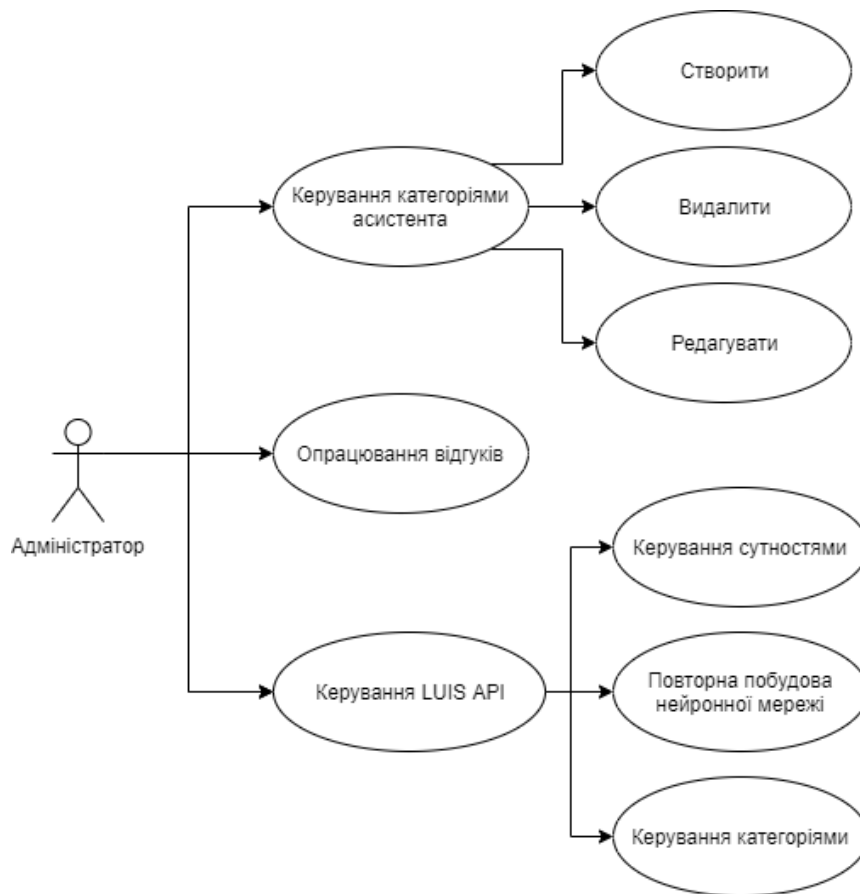 Створити
Керування категоріями
асистента
Видалити
Редагувати
Опрацювання відгуків
Адміністратор
Керування сутностями
Керування LUIS API
Повторна побудова
нейронної мережі
Керування категоріями